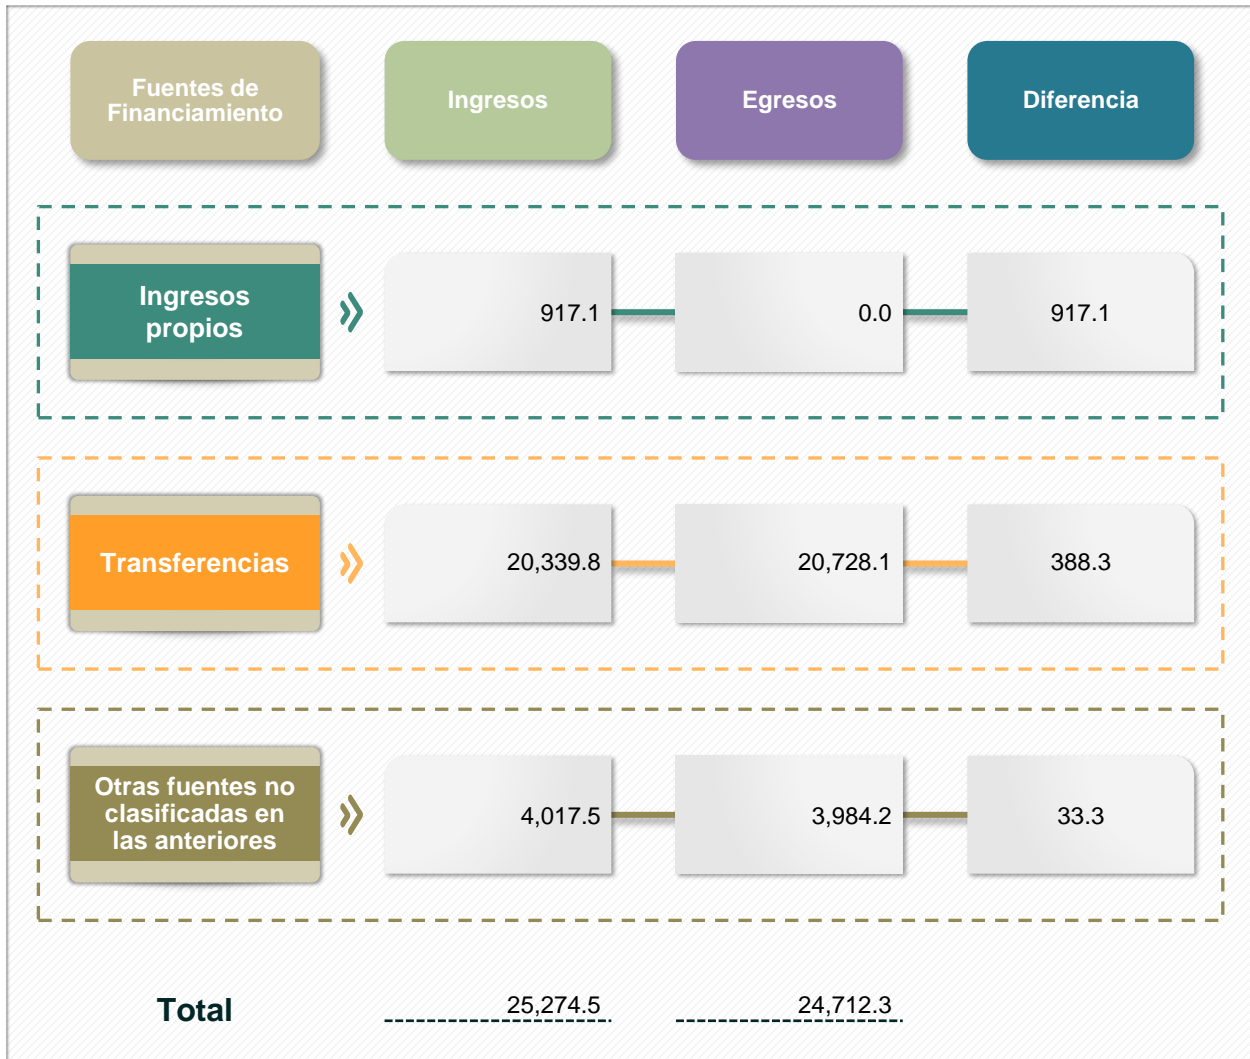 Fuentes de
Financiamiento
Ingresos
Egresos
Diferencia
Ingresos
propios
917.1
0.0
917.1
Transferencias
20,339.8
20,728.1
388.3
Otras fuentes no
clasificadas en
las anteriores
4,017.5
3,984.2
33.3
Total
25,274.5
24,712.3